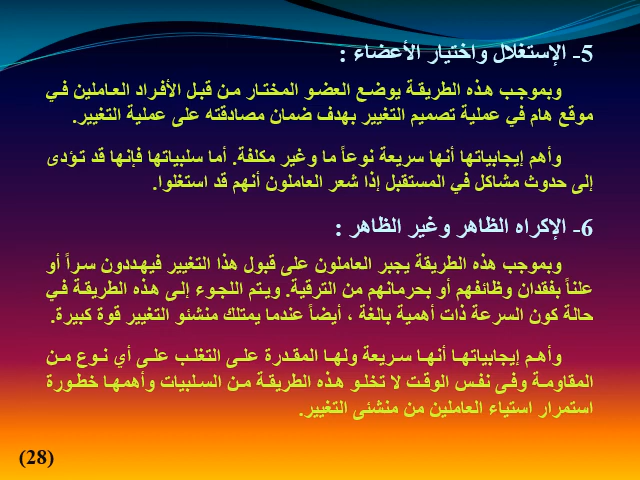 5- الإستغلال واختيار الأعضاء :
وبموجب هذه الطريقة يوضع العضو المختار من قبل الأفراد العاملين في
موقع هام في عملية تصميم التغيير بهدف ضمان مصادقته على عملية التغيير.
وأهم إيجابياتها أنها سريعة نوعاً ما وغير مكلفة. أما سلبياتها فإنها قد تؤدى
إلى حدوث مشاكل في المستقبل إذا شعر العاملون أنهم قد استغلوا.
6- الإكراه الظاهر وغير الظاهر :
وبموجب هذه الطريقة يجبر العاملون على قبول هذا التغيير فيهددون سراً أو
علناً بفقدان وظائفهم أو بحرمانهم من الترقية. ويتم اللجوء إلى هذه الطريقة في
حالة كون السرعة ذات أهمية بالغة ، أيضاً عندما يمتلك منشئو التغيير قوة كبيرة.
وأهم إيجابياتها أنها سريعة ولها المقدرة على التغلب على أي نوع من
المقاومة وفى نفس الوقت لا تخلو هذه الطريقة من السلبيات وأهمها خطورة
استمرار استياء العاملين من منشئى التغيير.
(28)